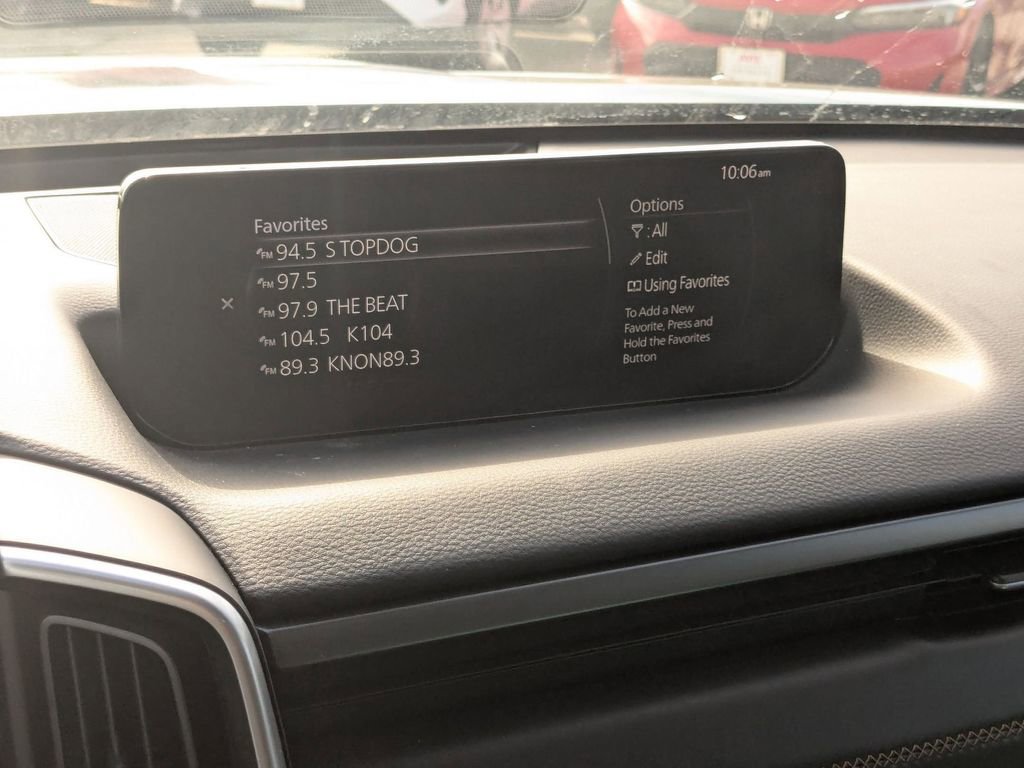 10:06am
Favorites
FM 94.5 S TOPDOG
FM 97.5
FM 97.9 THE BEAT
FM 104.5 K104
FM 89.3 KNON89.3
Options
: All
Edit
Using Favorites
To Add a New
Favorite, Press and
Hold the Favorites
Button